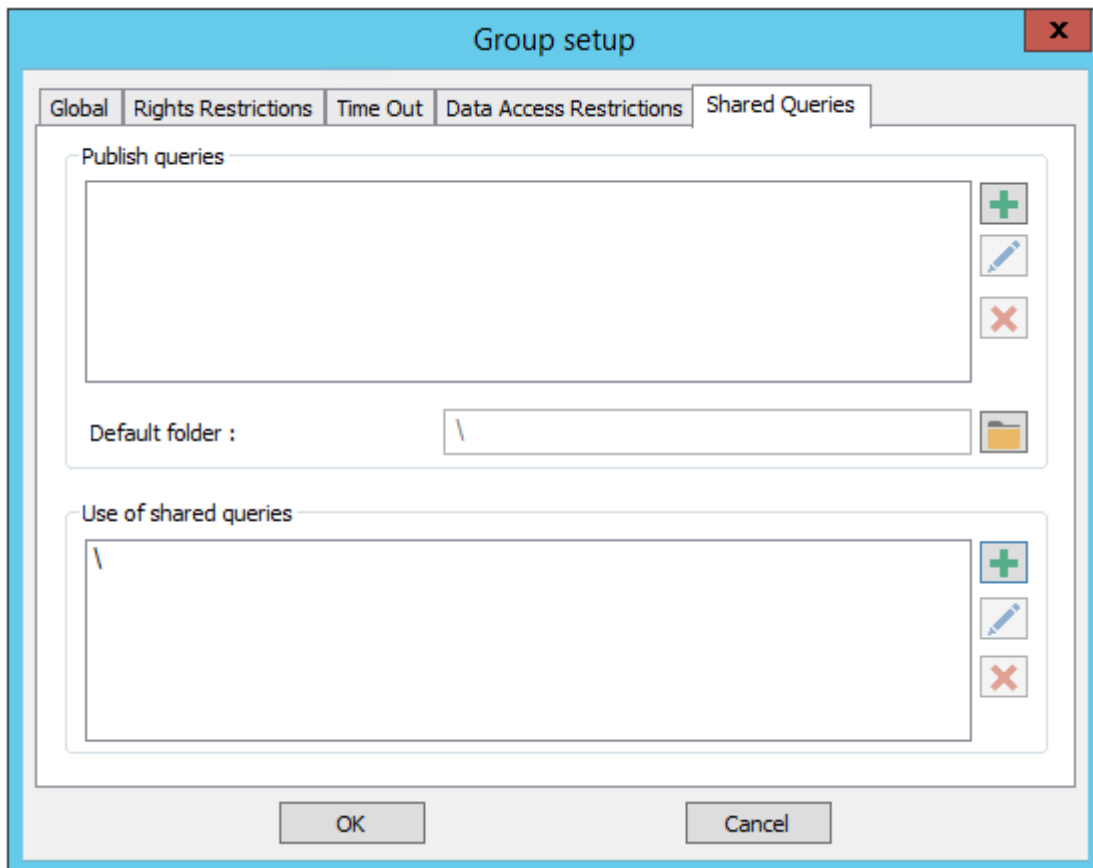 Group setup
x
Global Rights Restrictions Time Out Data Access Restrictions Shared Queries
Publish queries
Default folder : \
Use of shared queries
\
OK Cancel